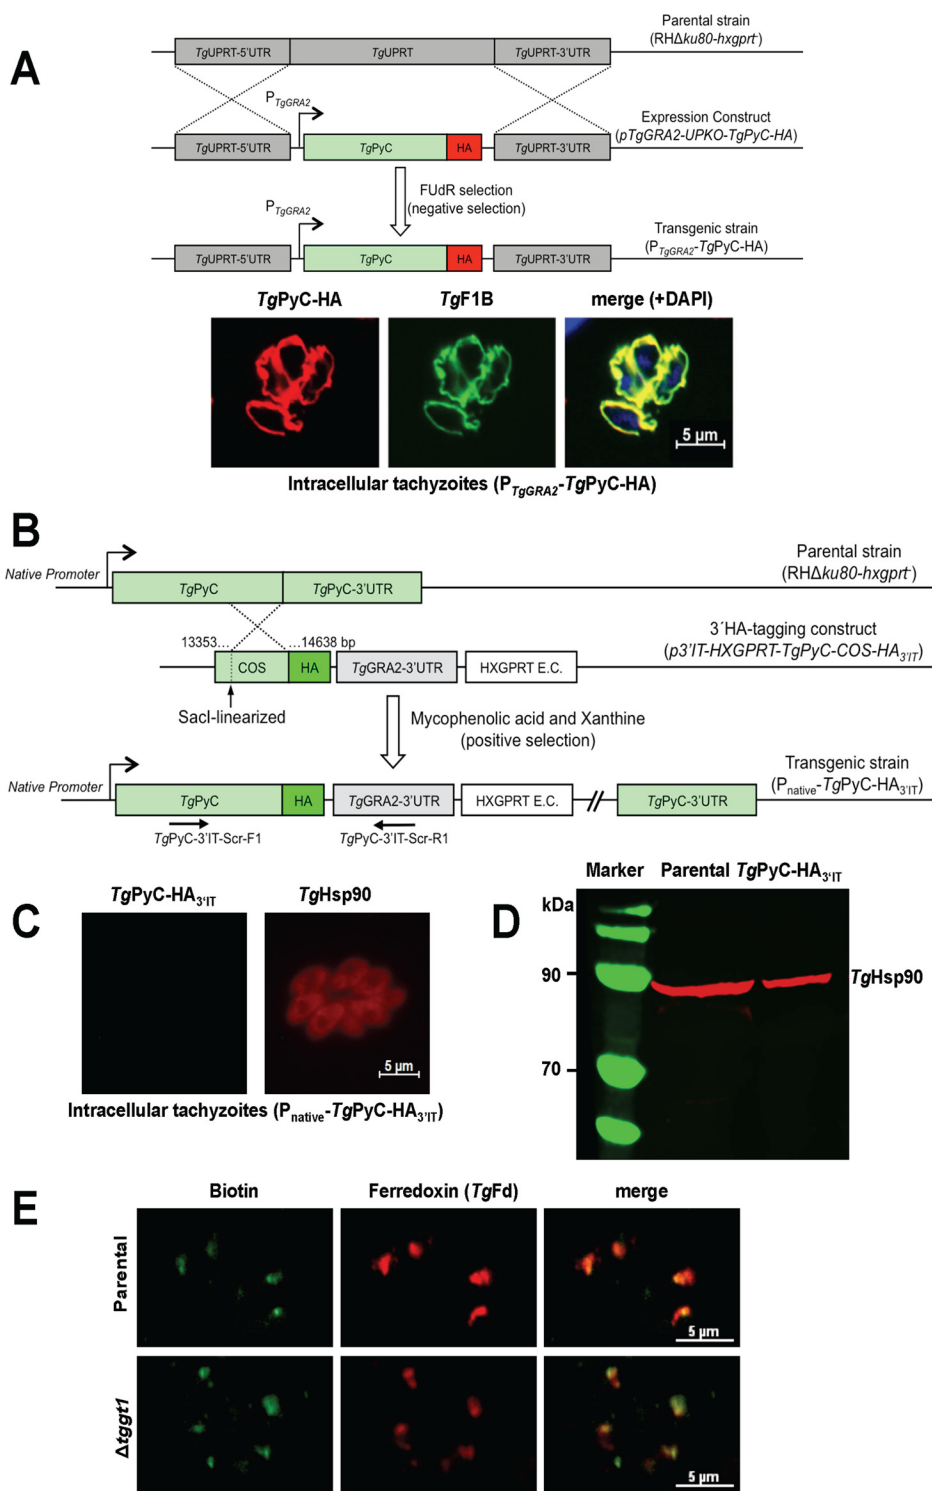 A
Parental strain
(RHΔku80-hxgprt-)
TgUPRT-5'UTR TgUPRT TgUPRT-3'UTR
PTgGRA2
Expression Construct
(pTgGRA2-UPKO-TgPyC-HA)
TgUPRT-5'UTR TgPyC HA TgUPRT-3'UTR
FUdR selection
(negative selection)
PTgGRA2
Transgenic strain
(PTgGRA2-TgPyC-HA)
TgUPRT-5'UTR TgPyC HA TgUPRT-3'UTR
TgPyC-HA TgF1B merge (+DAPI)
5 µm
Intracellular tachyzoites (PTgGRA2-TgPyC-HA)
B
Native Promoter
Parental strain
(RHΔku80-hxgprt-)
TgPyC TgPyC-3'UTR
13353... ...14638 bp
3´HA-tagging construct
(p3'IT-HXGPRT-TgPyC-COS-HA3'IT)
COS HA TgGRA2-3'UTR HXGPRT E.C.
SacI-linearized
Mycophenolic acid and Xanthine
(positive selection)
Native Promoter
Transgenic strain
(Pnative-TgPyC-HA3'IT)
TgPyC HA TgGRA2-3'UTR HXGPRT E.C. TgPyC-3'UTR
TgPyC-3'IT-Scr-F1 TgPyC-3'IT-Scr-R1
C
TgPyC-HA3'IT TgHsp90
5 µm
Intracellular tachyzoites (Pnative-TgPyC-HA3'IT)
D
Marker Parental TgPyC-HA3'IT
kDa
90
TgHsp90
70
E
Biotin Ferredoxin (TgFd) merge
Parental
5 µm
Δtggt1
5 µm